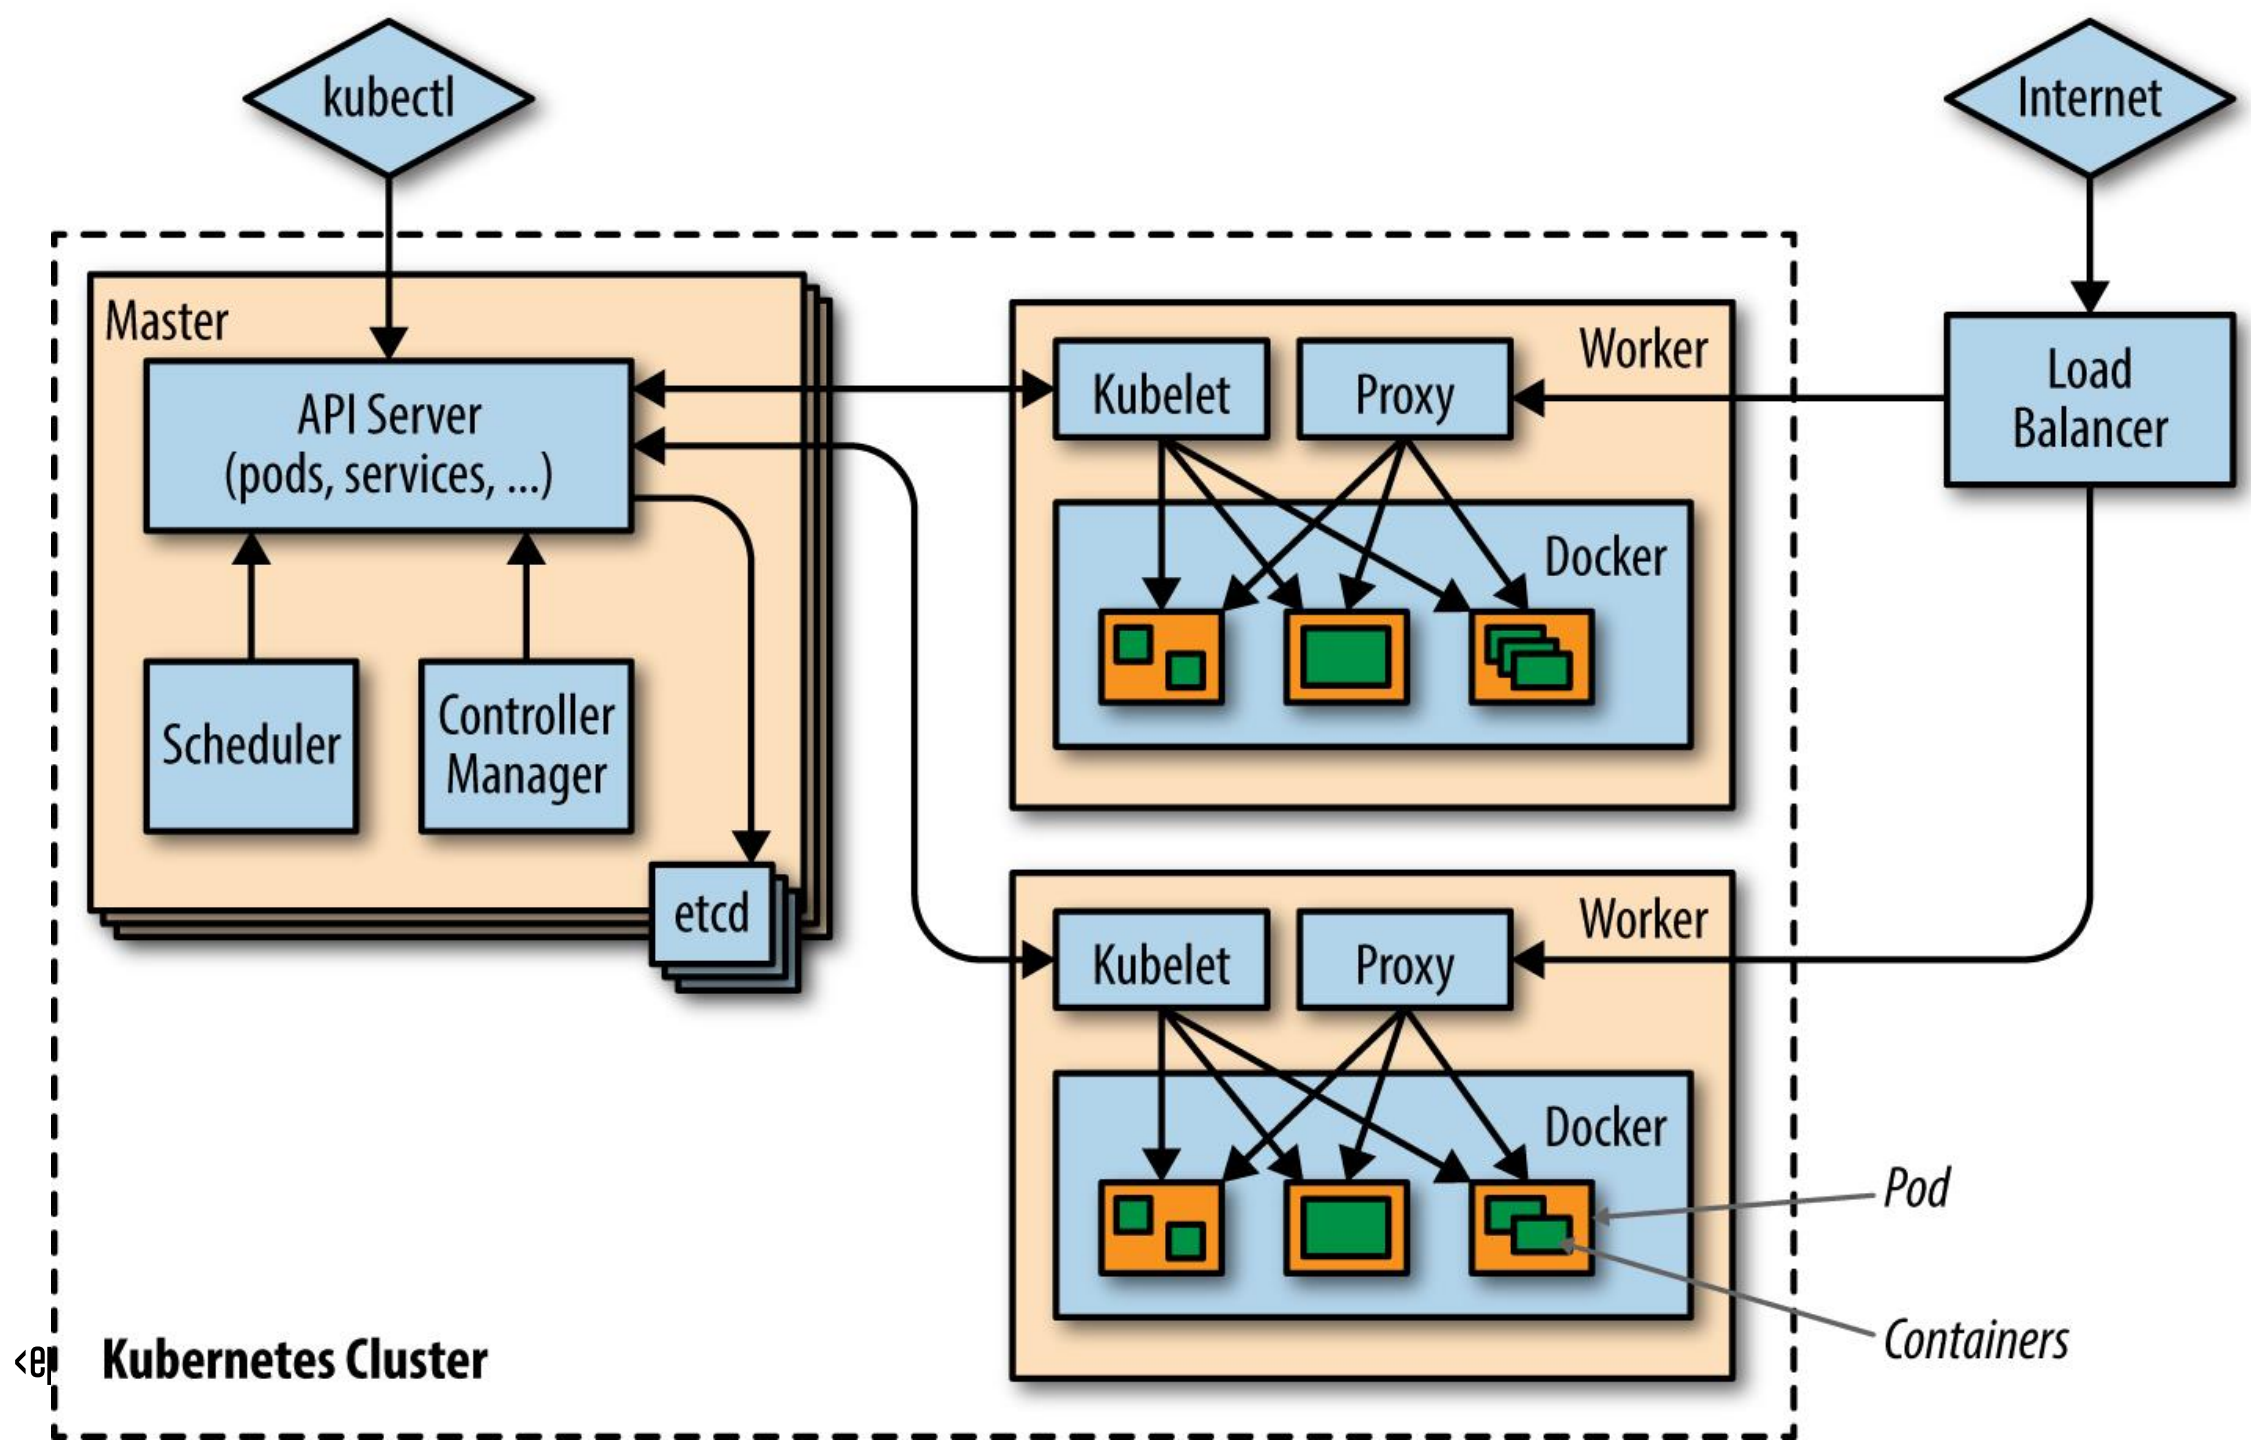 kubectl
Internet
Master
API Server
(pods, services, ...)
Scheduler
Controller
Manager
etcd
Worker
Kubelet
Proxy
Docker
Load
Balancer
Worker
Kubelet
Proxy
Docker
Pod
Containers
Kubernetes Cluster